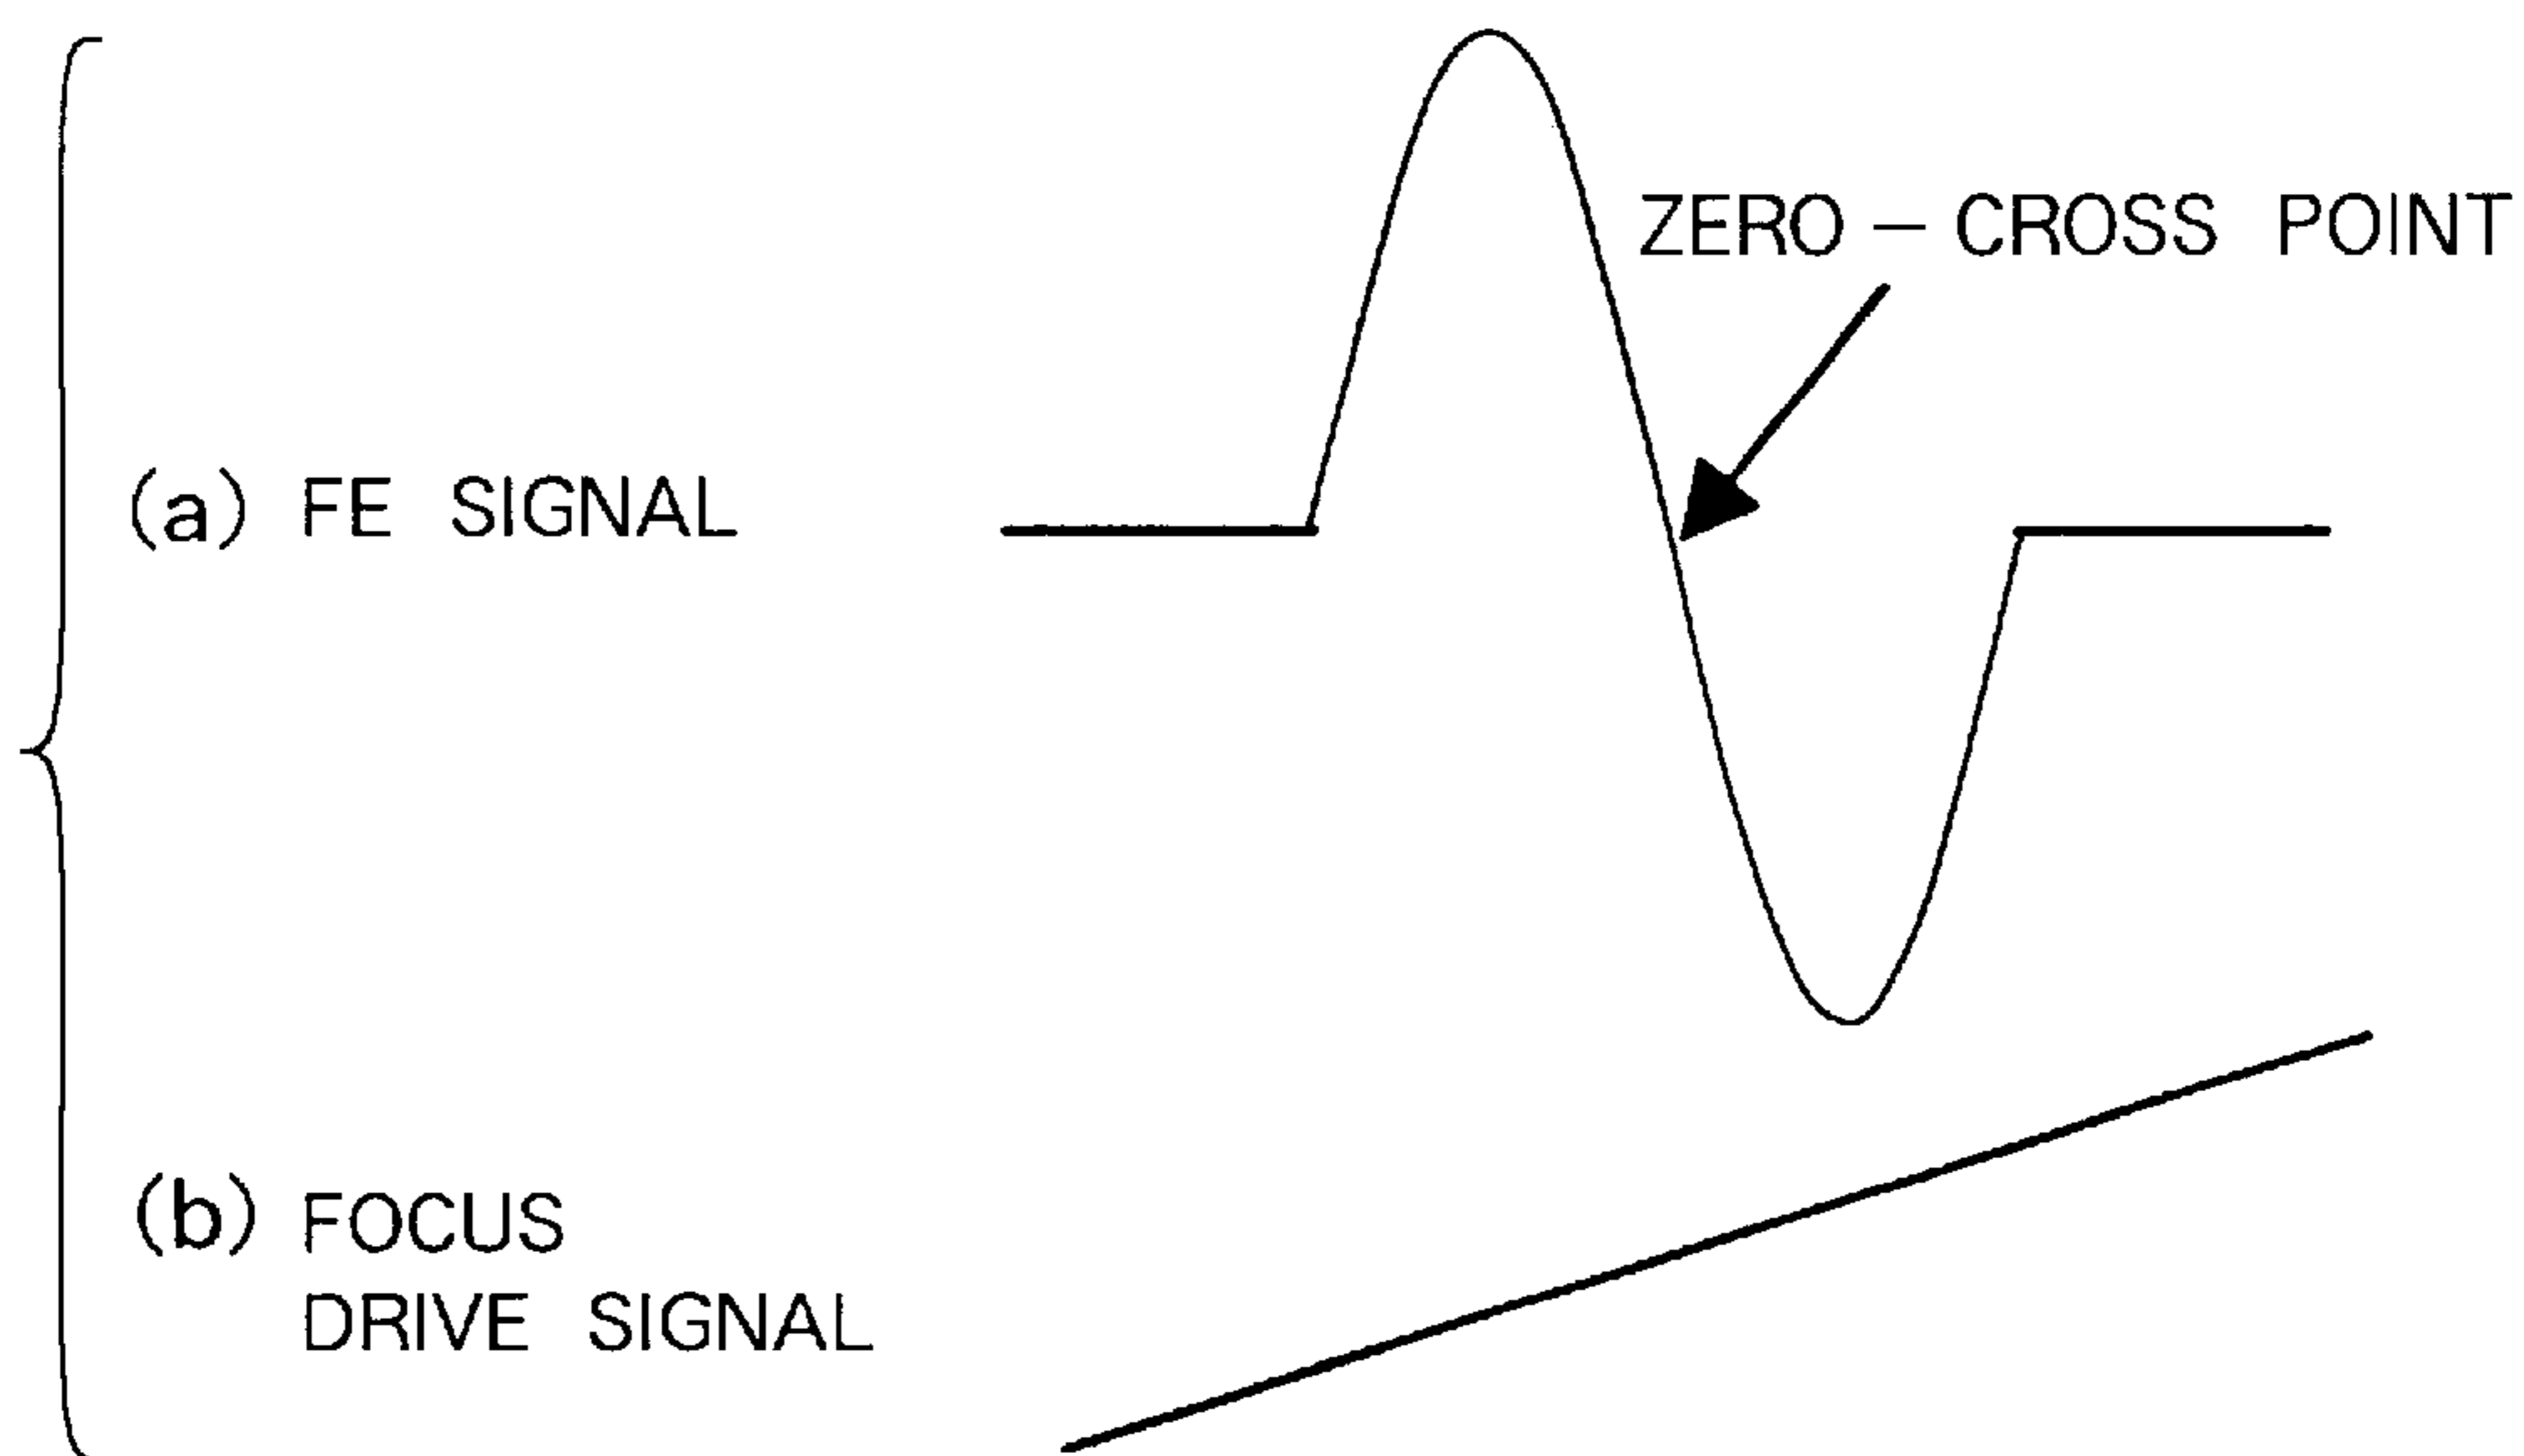 ZERO – CROSS POINT
(a) FE SIGNAL
(b) FOCUS
DRIVE SIGNAL